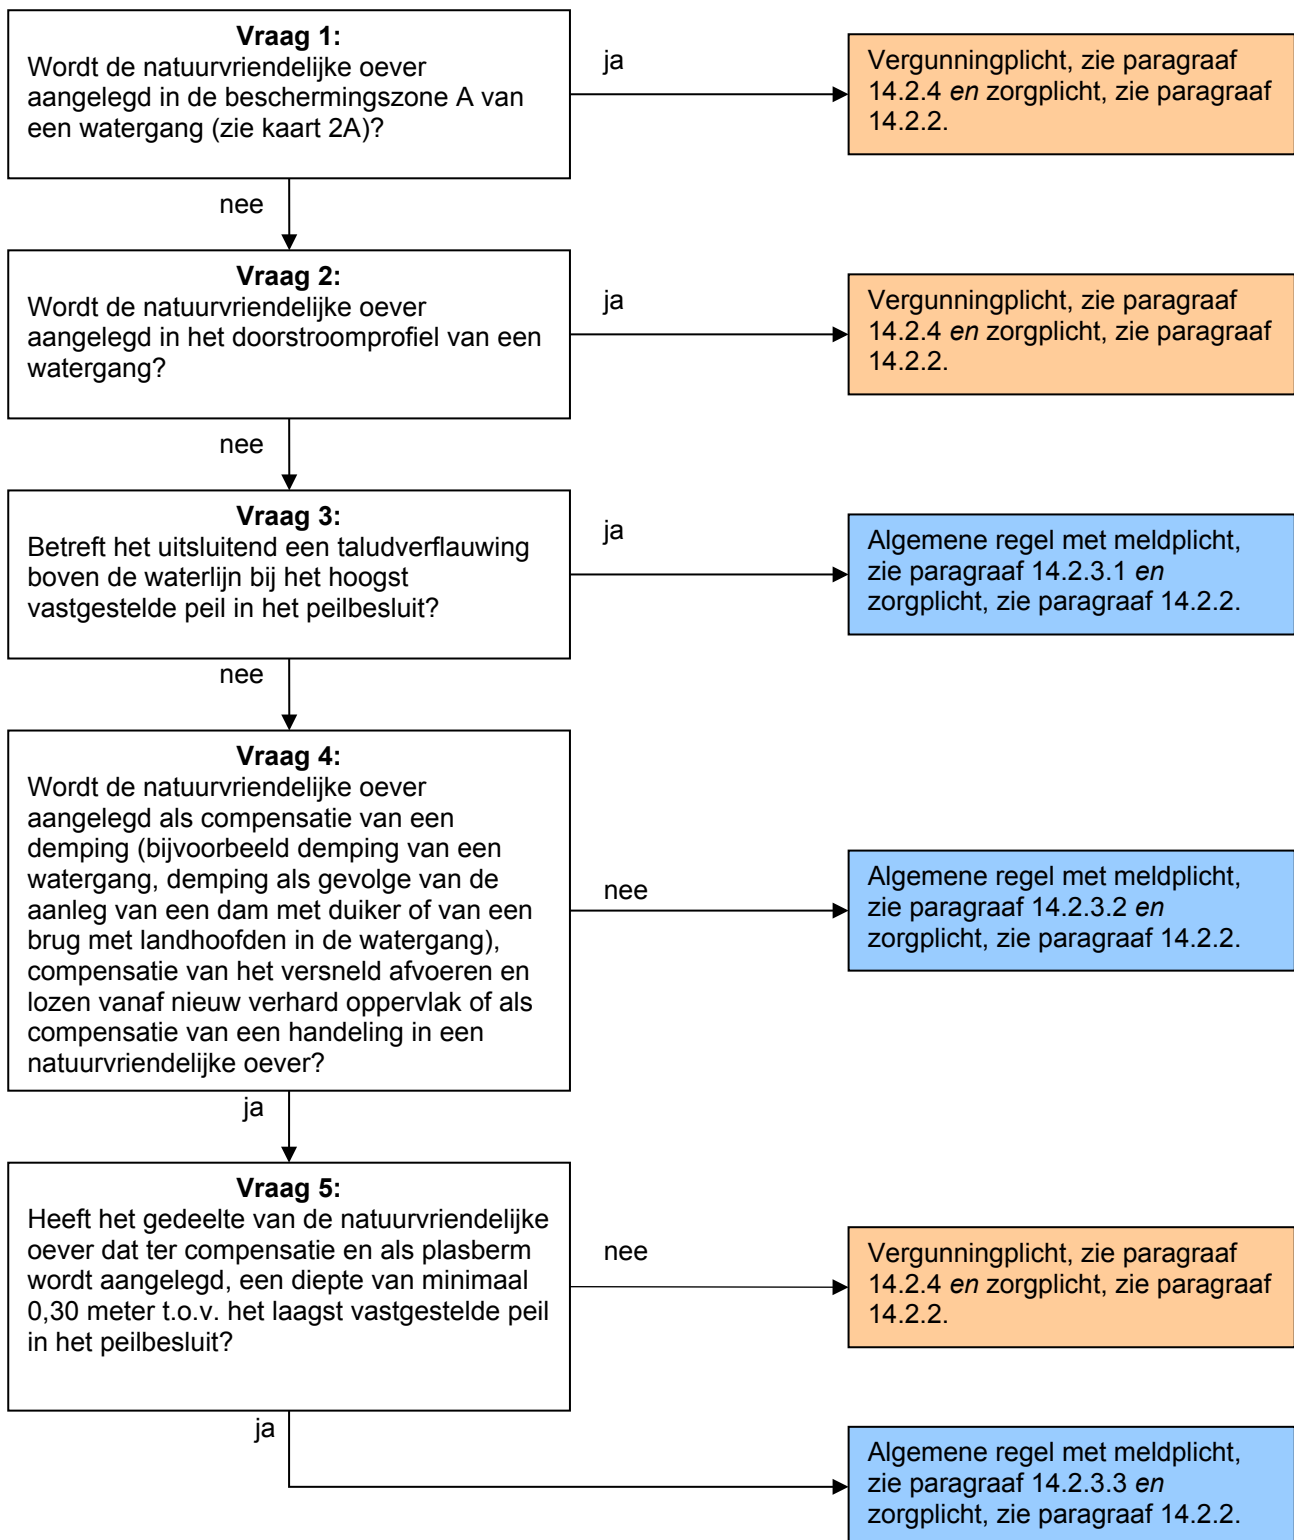 Vraag 1:
Wordt de natuurvriendelijke oever
aangelegd in de beschermingszone A van
een watergang (zie kaart 2A)?
ja
Vergunningplicht, zie paragraaf
14.2.4 en zorgplicht, zie paragraaf
14.2.2.
nee
Vraag 2:
Wordt de natuurvriendelijke oever
aangelegd in het doorstroomprofiel van een
watergang?
ja
Vergunningplicht, zie paragraaf
14.2.4 en zorgplicht, zie paragraaf
14.2.2.
nee
Vraag 3:
Betreft het uitsluitend een taludverflauwing
boven de waterlijn bij het hoogst
vastgestelde peil in het peilbesluit?
ja
Algemene regel met meldplicht,
zie paragraaf 14.2.3.1 en
zorgplicht, zie paragraaf 14.2.2.
nee
Vraag 4:
Wordt de natuurvriendelijke oever
aangelegd als compensatie van een
demping (bijvoorbeeld demping van een
watergang, demping als gevolge van de
aanleg van een dam met duiker of van een
brug met landhoofden in de watergang),
compensatie van het versneld afvoeren en
lozen vanaf nieuw verhard oppervlak of als
compensatie van een handeling in een
natuurvriendelijke oever?
nee
Algemene regel met meldplicht,
zie paragraaf 14.2.3.2 en
zorgplicht, zie paragraaf 14.2.2.
ja
Vraag 5:
Heeft het gedeelte van de natuurvriendelijke
oever dat ter compensatie en als plasberm
wordt aangelegd, een diepte van minimaal
0,30 meter t.o.v. het laagst vastgestelde peil
in het peilbesluit?
nee
Vergunningplicht, zie paragraaf
14.2.4 en zorgplicht, zie paragraaf
14.2.2.
ja
Algemene regel met meldplicht,
zie paragraaf 14.2.3.3 en
zorgplicht, zie paragraaf 14.2.2.